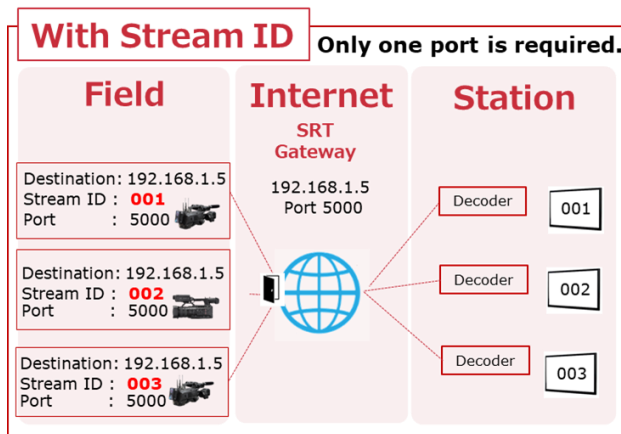 With Stream ID
Only one port is required.
Field
Destination: 192.168.1.5
Stream ID : 001
Port : 5000
Destination: 192.168.1.5
Stream ID : 002
Port : 5000
Destination: 192.168.1.5
Stream ID : 003
Port : 5000
Internet
SRT
Gateway
192.168.1.5
Port 5000
Station
Decoder
001
Decoder
002
Decoder
003